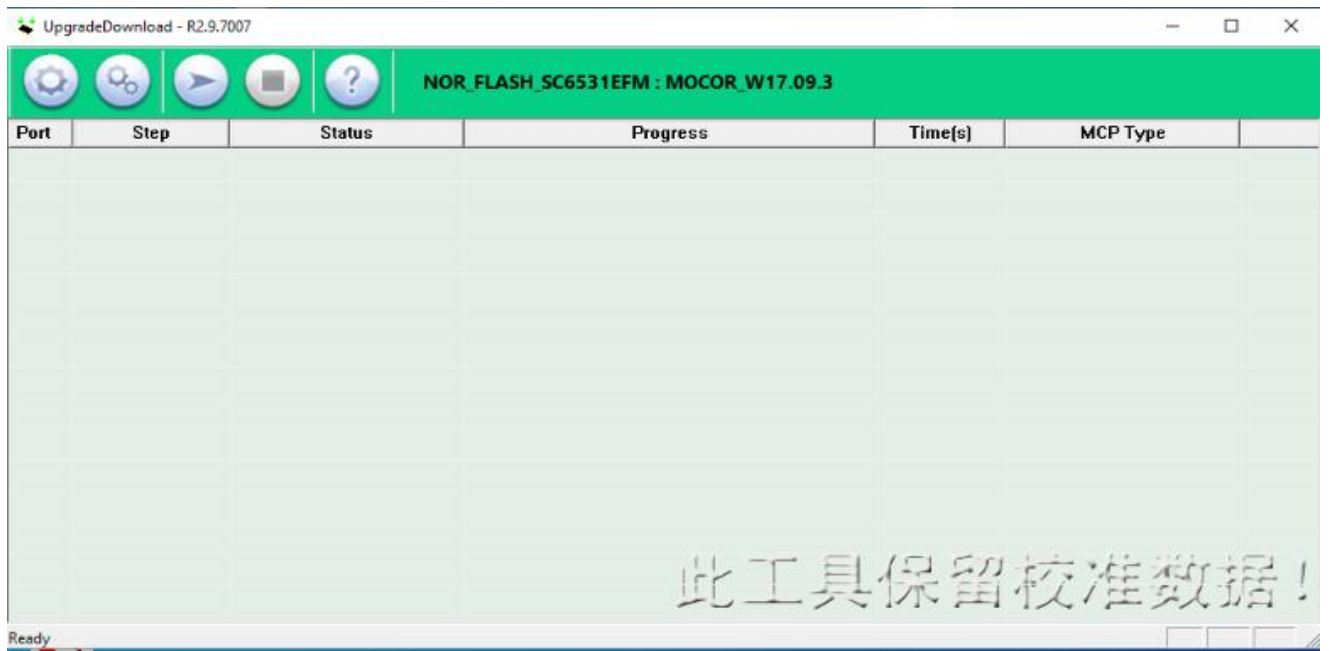 UpgradeDownload - R2.9.7007
NOR_FLASH_SC6531EFM : MOCOR_W17.09.3
Port Step Status Progress Time(s) MCP Type
此工具保留校准数据！
Ready